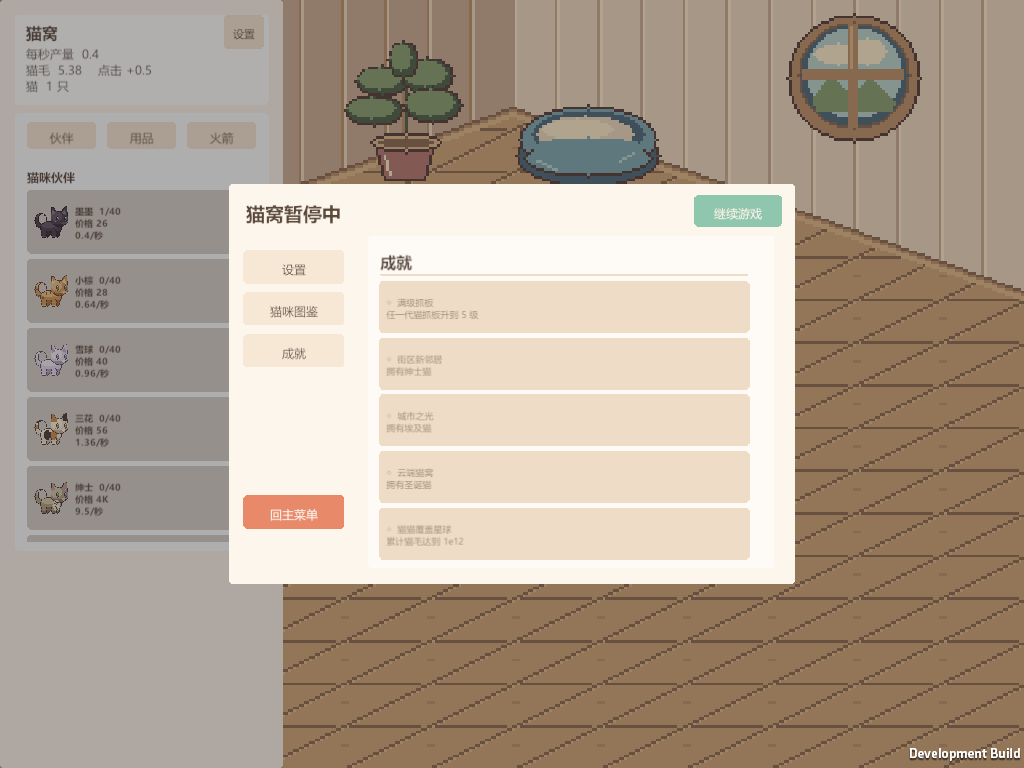 猫窝
设置
每秒产量 0.4
猫毛 5.38 点击 +0.5
猫 1 只
伙伴
用品
火箭
猫咪伙伴
墨墨 1/40
价格 26
0.4/秒
小棕 0/40
价格 28
0.64/秒
雪球 0/40
价格 40
0.96/秒
三花 0/40
价格 56
1.36/秒
绅士 0/40
价格 4K
9.5/秒
猫窝暂停中
继续游戏
设置
猫咪图鉴
成就
回主菜单
成就
满级抓板
任一代猫抓板升到 5 级
街区新邻居
拥有绅士猫
城市之光
拥有埃及猫
云端猫窝
拥有圣诞猫
猫猫覆盖星球
累计猫毛达到 1e12
Development Build